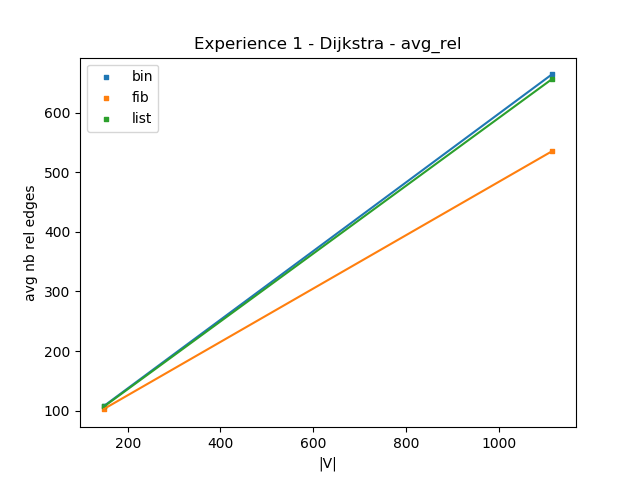 Experience 1 - Dijkstra - avg_rel
bin
fib
list
avg nb rel edges
600
500
400
300
200
100
200 400 600 800 1000
|V|